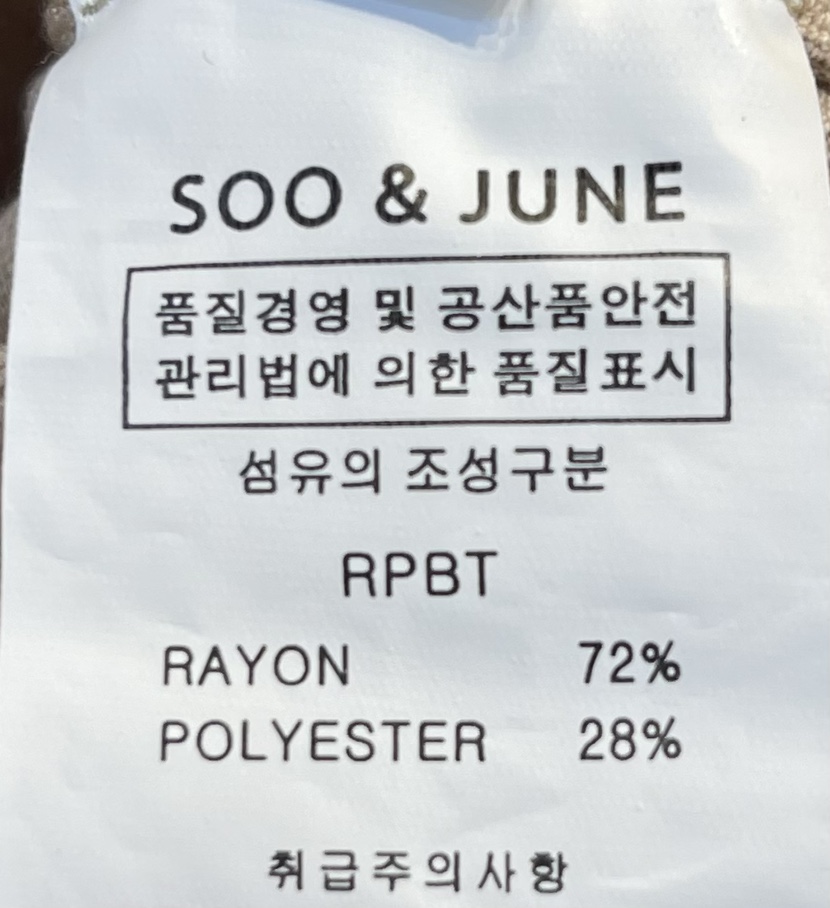 SOO & JUNE
품질경영 및 공산품안전
관리법에 의한 품질표시
섬유의 조성구분
RPBT
RAYON 72%
POLYESTER 28%
취급주의사항